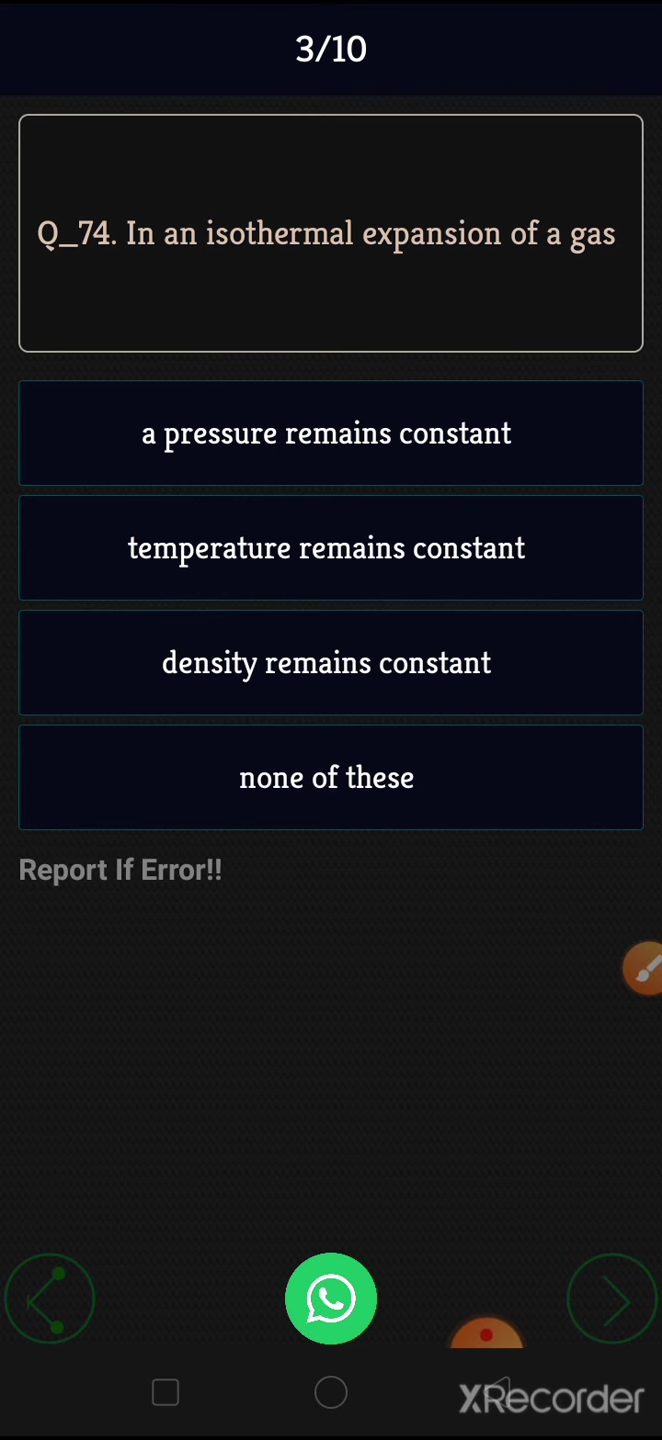 3/10
Q_74. In an isothermal expansion of a gas
a pressure remains constant
temperature remains constant
density remains constant
none of these
Report If Error!!
XRecorder